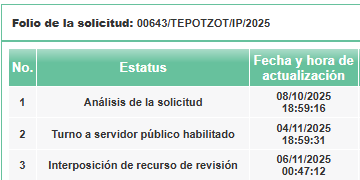 Folio de la solicitud: 00643/TEPOTZOT/IP/2025
No. Estatus Fecha y hora de
actualización
1 Análisis de la solicitud 08/10/2025
18:59:16
2 Turno a servidor público habilitado 04/11/2025
18:59:31
3 Interposición de recurso de revisión 06/11/2025
00:47:12